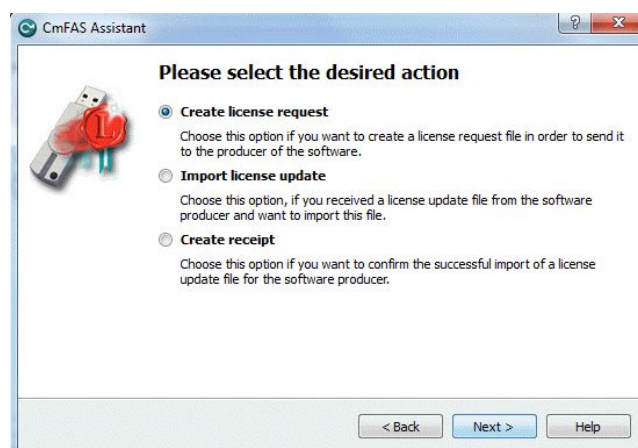 CmFAS Assistant
Please select the desired action
Create license request
Choose this option if you want to create a license request file in order to send it
to the producer of the software.
Import license update
Choose this option, if you received a license update file from the software
producer and want to import this file.
Create receipt
Choose this option if you want to confirm the successful import of a license
update file for the software producer.
< Back
Next >
Help